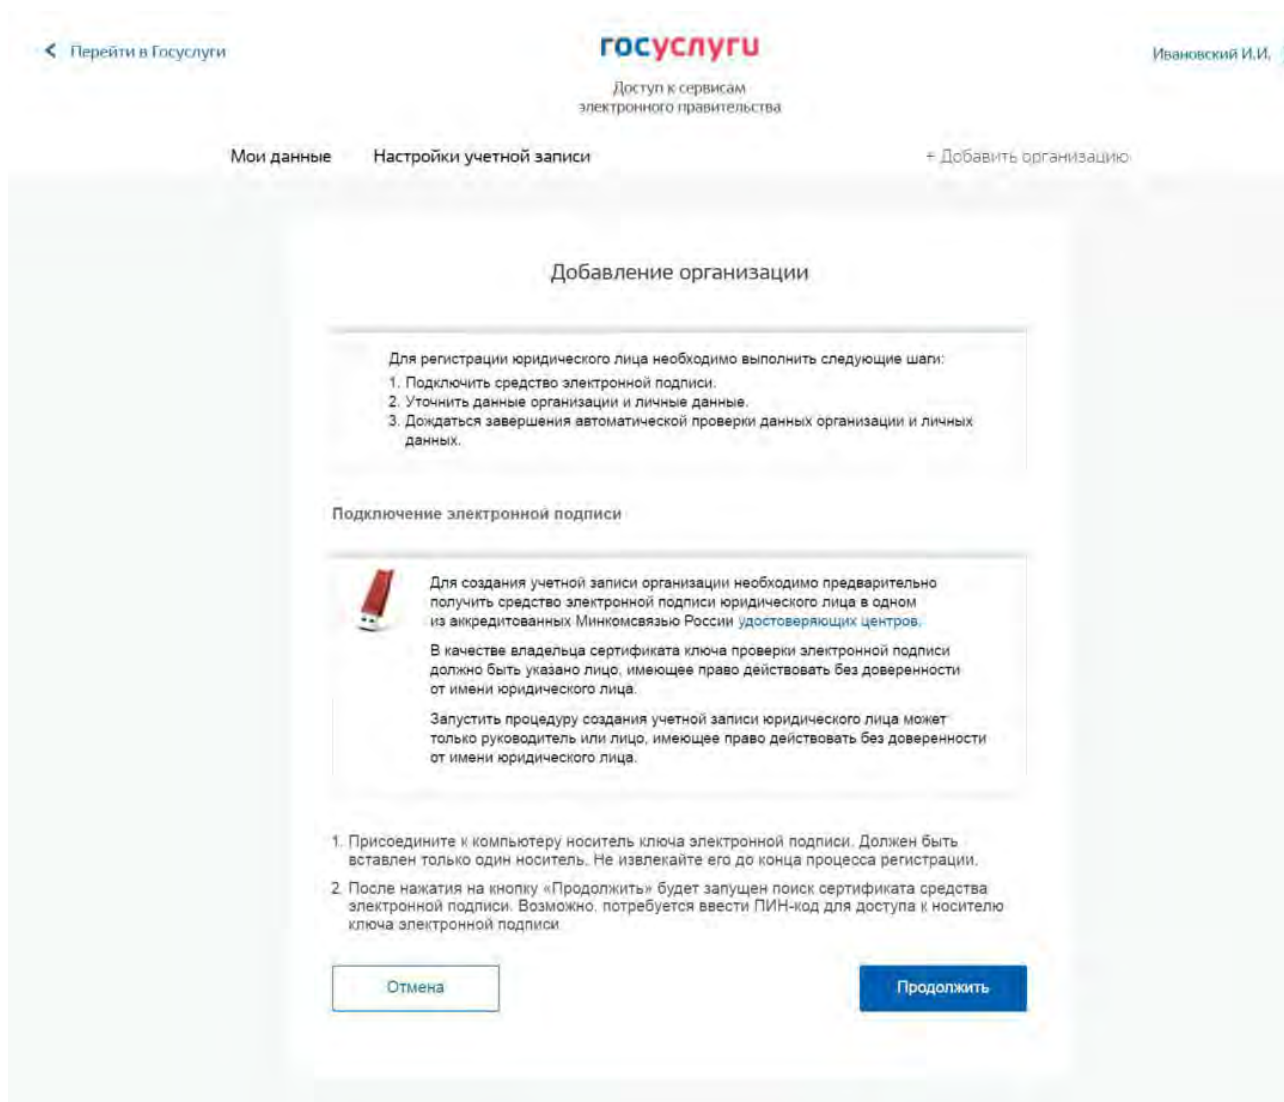 Перейти в Госуслуги
госуслуги
Ивановский И.И.
Доступ к сервисам
электронного правительства
Мои данные
Настройки учетной записи
+ Добавить организацию
Добавление организации
Для регистрации юридического лица необходимо выполнить следующие шаги:
1. Подключить средство электронной подписи.
2. Уточнить данные организации и личные данные.
3. Дождаться завершения автоматической проверки данных организации и личных
данных.
Подключение электронной подписи
Для создания учетной записи организации необходимо предварительно
получить средство электронной подписи юридического лица в одном
из аккредитованных Минкомсвязью России удостоверяющих центров.
В качестве владельца сертификата ключа проверки электронной подписи
должно быть указано лицо, имеющее право действовать без доверенности
от имени юридического лица.
Запустить процедуру создания учетной записи юридического лица может
только руководитель или лицо, имеющее право действовать без доверенности
от имени юридического лица.
1. Присоедините к компьютеру носитель ключа электронной подписи. Должен быть
вставлен только один носитель. Не извлекайте его до конца процесса регистрации.
2. После нажатия на кнопку «Продолжить» будет запущен поиск сертификата средства
электронной подписи. Возможно, потребуется ввести ПИН-код для доступа к носителю
ключа электронной подписи
Отмена
Продолжить